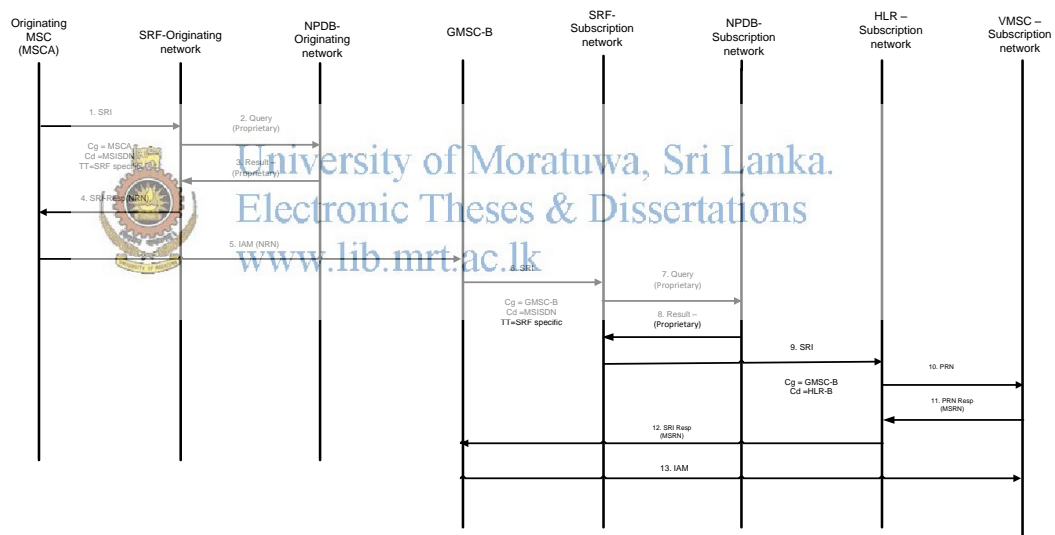 Originating
MSC
(MSCA)
SRF-Originating
network
NPDB-
Originating
network
GMSC-B
SRF-
Subscription
network
NPDB-
Subscription
network
HLR –
Subscription
network
VMSC –
Subscription
network
1. SRI
Cg = MSCA
Cd =MSISDN
TT=SRF specific
2. Query
(Proprietary)
3. Result –
(Proprietary)
4. SRI-Resp(NRN)
University of Moratuwa, Sri Lanka.
Electronic Theses & Dissertations
www.lib.mrt.ac.lk
5. IAM (NRN)
6. SRI
Cg = GMSC-B
Cd =MSISDN
TT=SRF specific
7. Query
(Proprietary)
8. Result –
(Proprietary)
9. SRI
Cg = GMSC-B
Cd =HLR-B
10. PRN
11. PRN Resp
(MSRN)
12. SRI Resp
(MSRN)
13. IAM